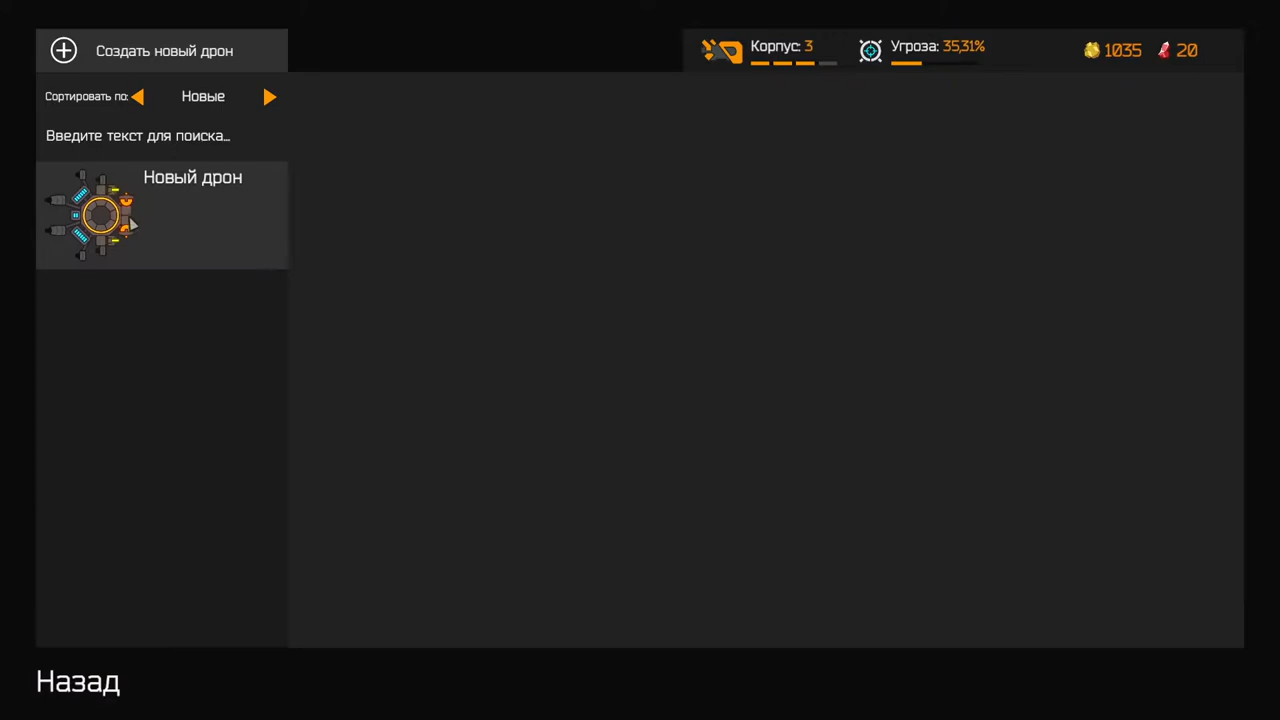 Создать новый дрон
Корпус: 3
Угроза: 35,31%
1035
20
Сортировать по:
Новые
Введите текст для поиска...
Новый дрон
Назад